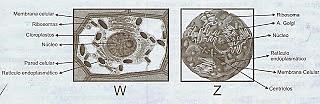 Membrana celular
Ribosomas
Cloroplastos
Núcleo
Pared celular
Retículo endoplasmático
W
Ribosoma
A. Golgi
Núcleo
Retículo
endoplasmático
Membrana Celular
Centriolos
Z